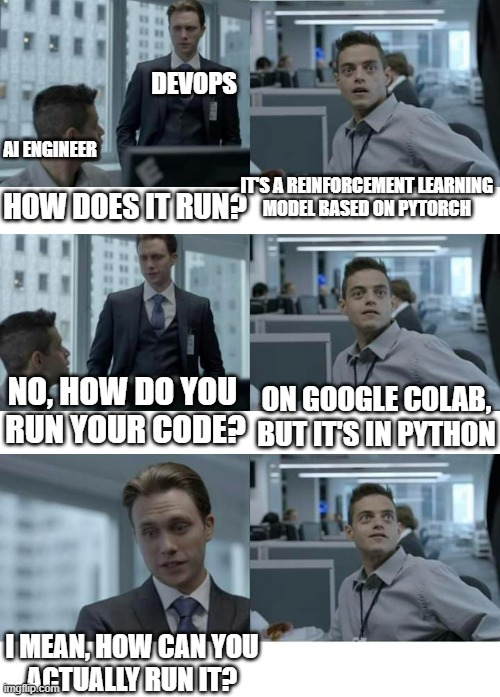 DEVOPS
AI ENGINEER
HOW DOES IT RUN?
IT'S A REINFORCEMENT LEARNING
MODEL BASED ON PYTORCH
NO, HOW DO YOU
RUN YOUR CODE?
ON GOOGLE COLAB,
BUT IT'S IN PYTHON
I MEAN, HOW CAN YOU
ACTUALLY RUN IT?
imgflip.com